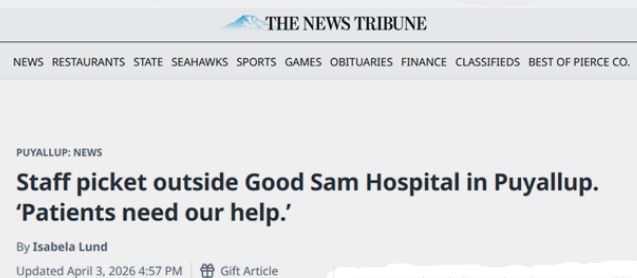 THE NEWS TRIBUNE
NEWS RESTAURANTS STATE SEAHAWKS SPORTS GAMES OBITUARIES FINANCE CLASSIFIEDS BEST OF PIERCE CO.
PUYALLUP: NEWS
Staff picket outside Good Sam Hospital in Puyallup.
‘Patients need our help.’
By Isabela Lund
Updated April 3, 2026 4:57 PM Gift Article